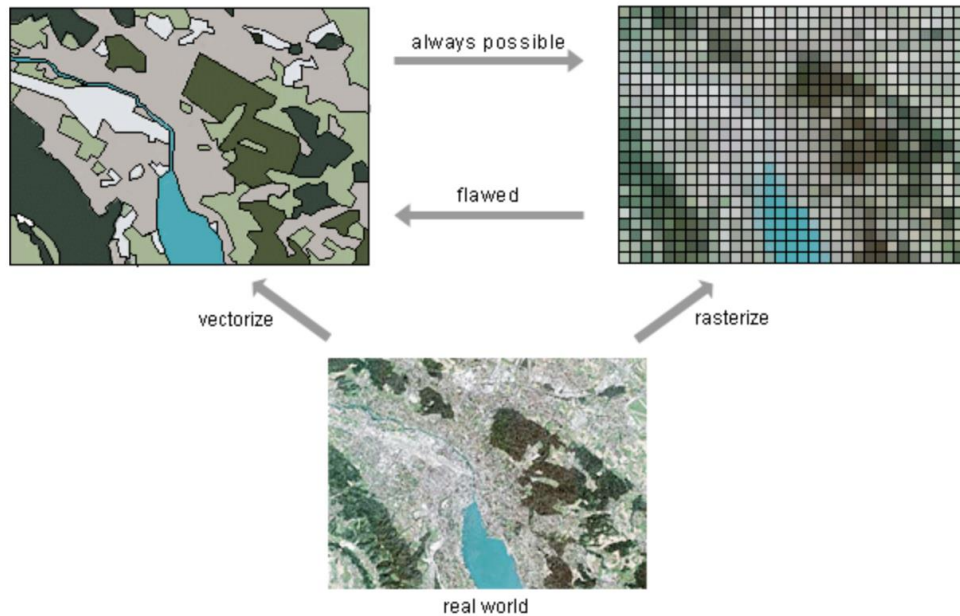 always possible
flawed
vectorize
rasterize
real world